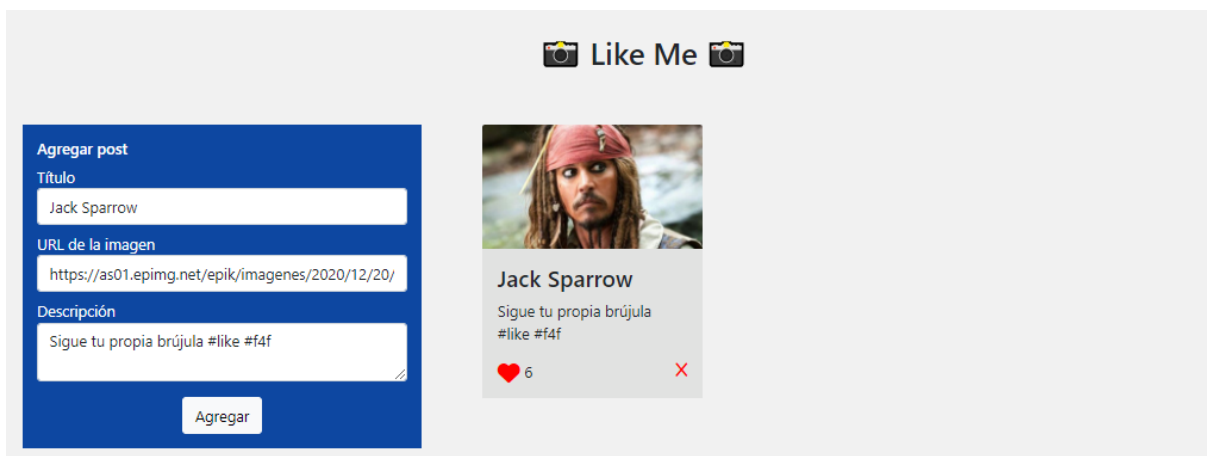 📷 Like Me 📷
Agregar post
Título
Jack Sparrow
URL de la imagen
https://as01.epimg.net/epik/imagenes/2020/12/20/
Descripción
Sigue tu propia brújula #like #f4f
Agregar
Jack Sparrow
Sigue tu propia brújula
#like #f4f
6 X